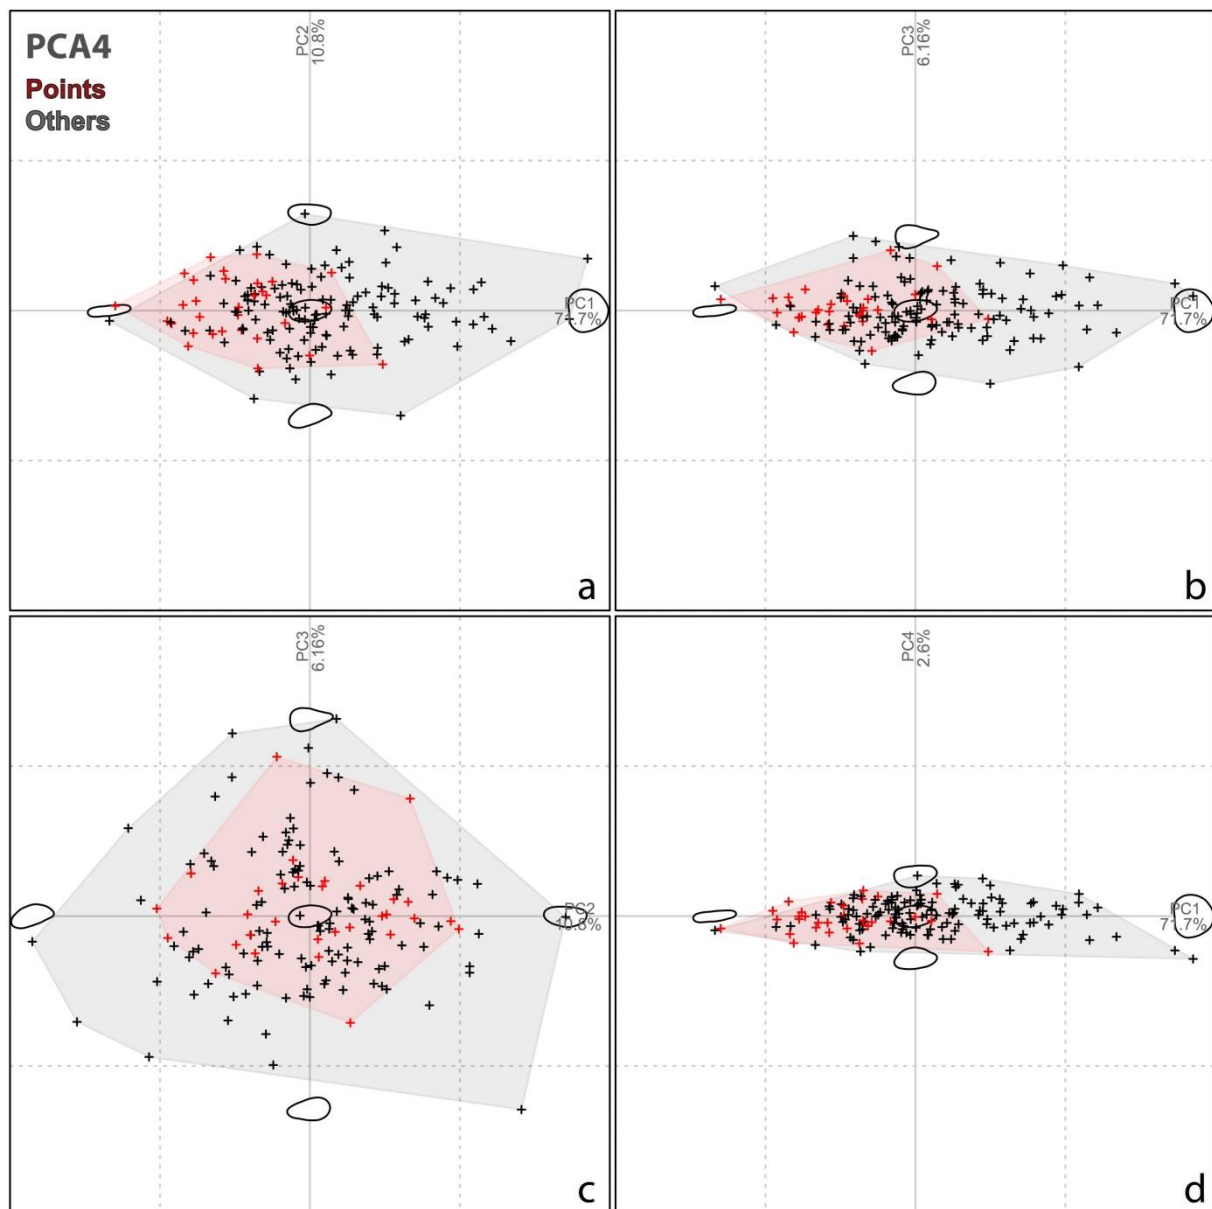 PCA4
Points
Others
PC2
10.8%
PC1
71.7%
a
PC3
6.16%
PC1
71.7%
b
PC3
6.16%
PC2
10.8%
c
PC4
2.6%
PC1
71.7%
d